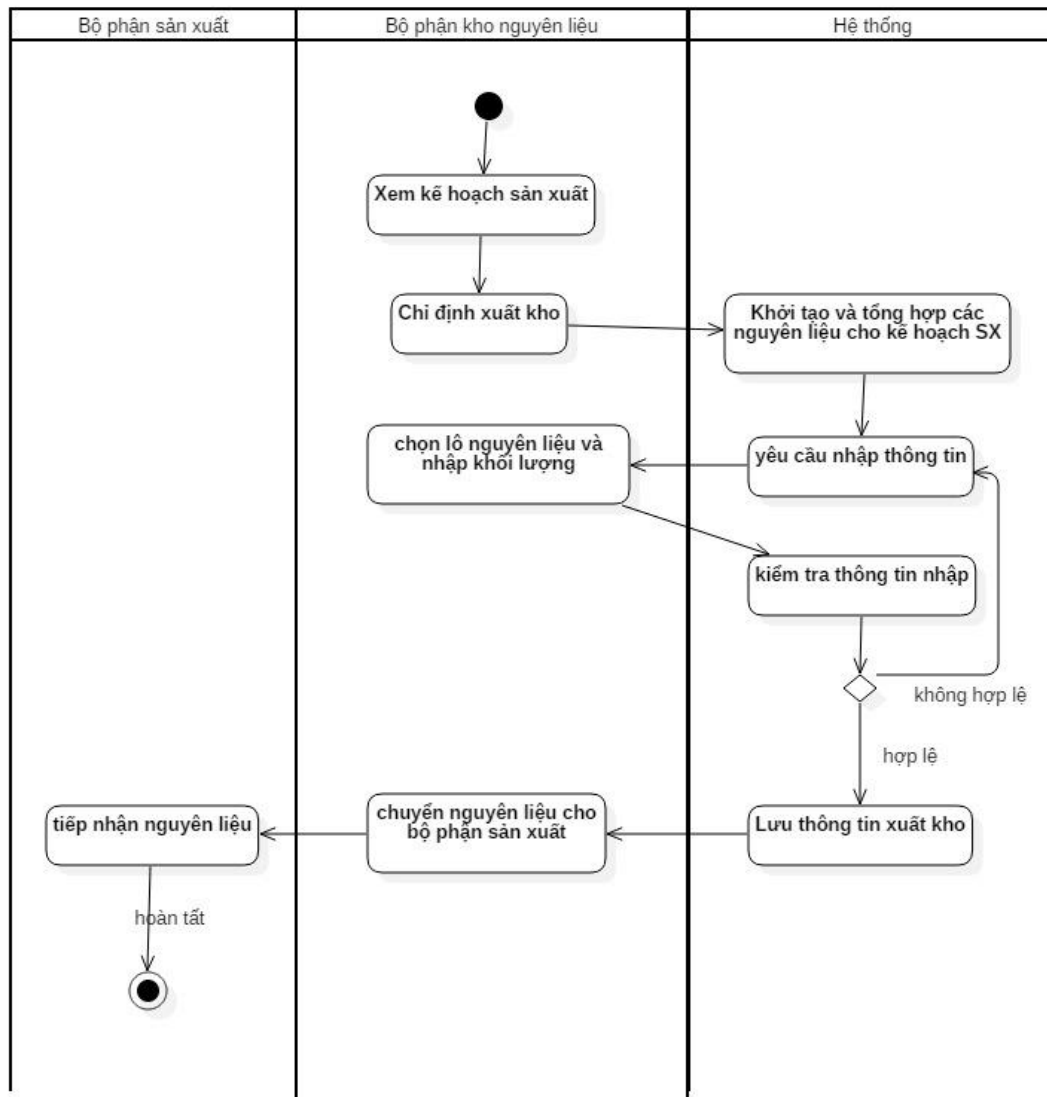 Bộ phận sản xuất
Bộ phận kho nguyên liệu
Hệ thống
Xem kế hoạch sản xuất
Chỉ định xuất kho
Khởi tạo và tổng hợp các
nguyên liệu cho kế hoạch SX
chọn lô nguyên liệu và
nhập khối lượng
yêu cầu nhập thông tin
kiểm tra thông tin nhập
không hợp lệ
hợp lệ
tiếp nhận nguyên liệu
chuyển nguyên liệu cho
bộ phận sản xuất
Lưu thông tin xuất kho
hoàn tất